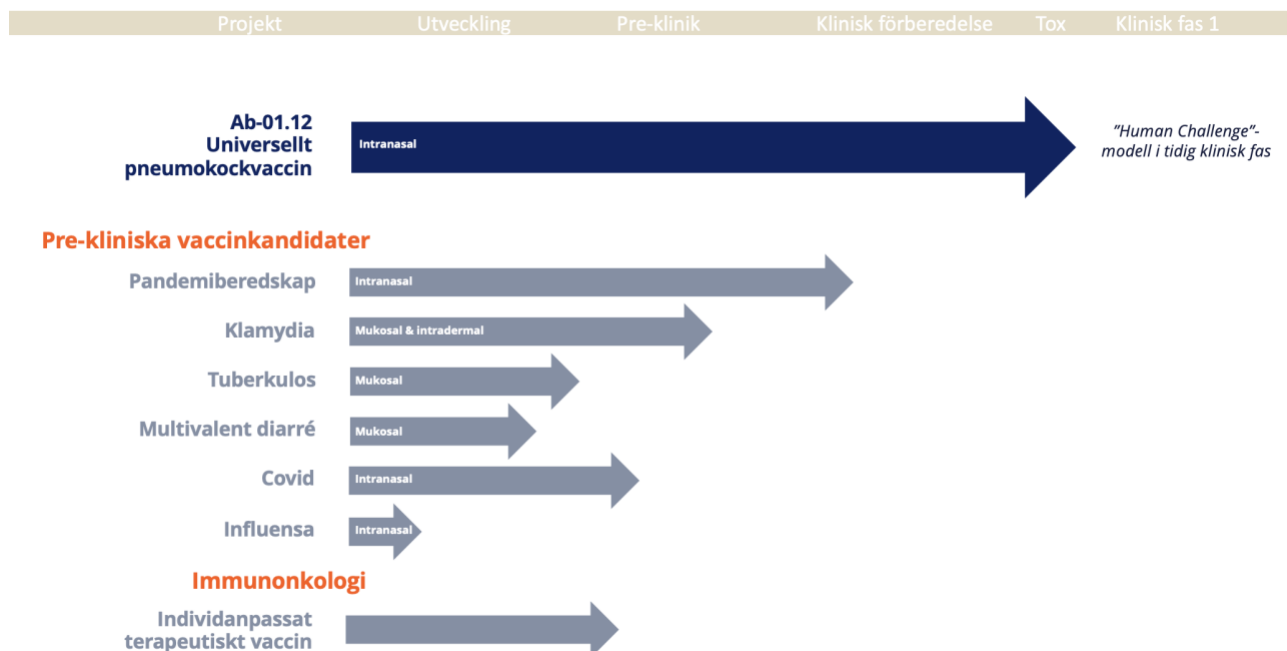 Projekt Utveckling Pre-klinik Klinisk förberedelse Tox Klinisk fas 1
Ab-01.12
Universellt
pneumokockvaccin
Intranasal
”Human Challenge”-
modell i tidig klinisk fas
Pre-kliniska vaccinkandidater
Pandemiberedskap Intranasal
Klamydia Mukosal & intradermal
Tuberkulos Mukosal
Multivalent diarré Mukosal
Covid Intranasal
Influensa Intranasal
Immunonkologi
Individanpassat
terapeutiskt vaccin